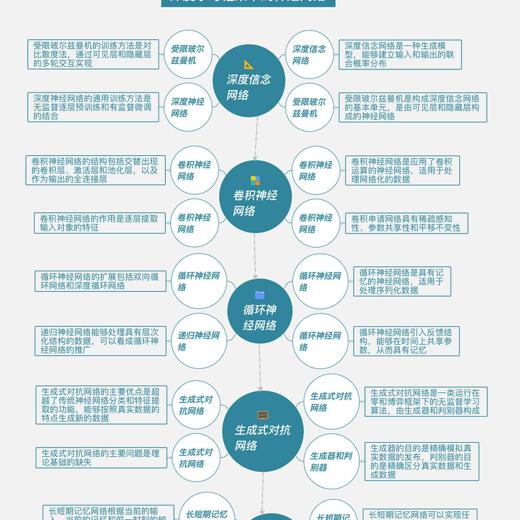 受限玻尔兹曼机的训练方法是对
比散度法，通过可见层和隐藏层
的多轮交互实现
受限玻尔
兹曼机
深度信念
网络
深度信念网络是一种生成模
型，能够建立输入和输出的联
合概率分布
深度信念
网络
深度神经网络的通用训练方法是
无监督逐层预训练和有监督微调
的结合
深度神经
网络
受限玻尔
兹曼机
受限玻尔兹曼机是构成深度信念网络
的基本单元，是由可见层和隐藏层构
成的神经网络
卷积神经网络的结构包括交替出现
的卷积层、激活层和池化层，以及
作为输出的全连接层
卷积神经
网络
卷积神经
网络
卷积神经网络是应用了卷积
运算的神经网络，适用于处
理网络化的数据
卷积神经
网络
卷积神经网络的作用是逐层提取
输入对象的特征
卷积神经
网络
卷积神经
网络
卷积申请网络具有稀疏感知
性、参数共享性和平移不变性
循环神经网络的扩展包括双向循
环网络和深度循环网络
循环神经网
络
循环神经网
络
循环神经网络是具有记
忆的神经网络，适用于
处理序列化数据
循环神
经网络
递归神经网络能够处理具有层次
化结构的数据，可以看成循环神
经网络的推广
递归神经网
络
循环神经网
络
循环神经网络引入反馈结
构，能够在时间上共享参
数，从而具有记忆
生成式对抗网络的主要优点是超
越了传统神经网络分类和特征提
取的功能，能够按照真实数据的
特点生成新的数据
生成式对
抗网络
生成式对
抗网络
生成式对抗网络是一类运行在
零和博弈框架下的无监督学习
算法，由生成器和判别器构成
生成式对抗
网络
生成式对抗网络的主要问题是理
论基础的缺失
生成式对
抗网络
生成器和判
别器
生成器的目的是精确模拟真
实数据的发布，判别器的目
的是精确区分真实数据和生
成数据
长短期记忆网络根据当前的输
长短期记忆
长短期记
忆网络
长短期记忆网络可以实现任